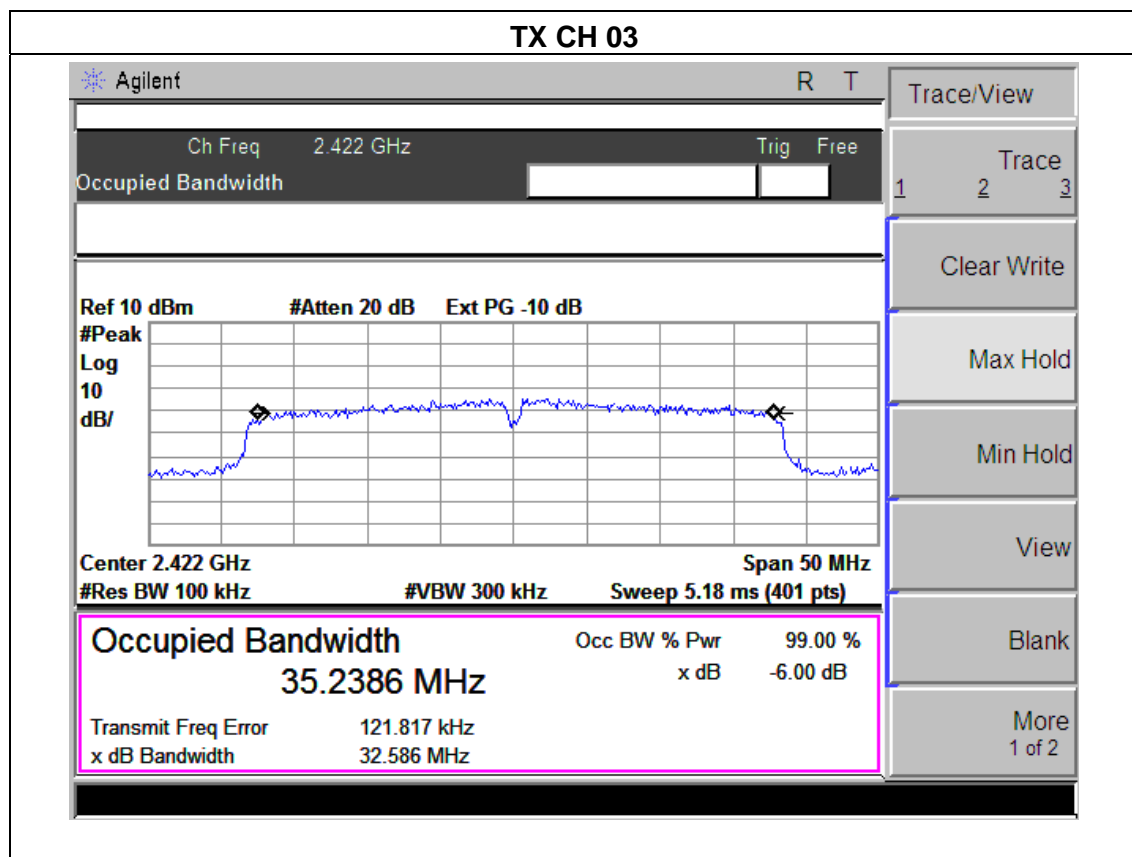 TX CH 03
Agilent R T
Ch Freq 2.422 GHz Trig Free
Occupied Bandwidth
Ref 10 dBm #Atten 20 dB Ext PG -10 dB
#Peak
Log
10
dB/
Center 2.422 GHz Span 50 MHz
#Res BW 100 kHz #VBW 300 kHz Sweep 5.18 ms (401 pts)
Occupied Bandwidth Occ BW % Pwr 99.00 %
35.2386 MHz x dB -6.00 dB
Transmit Freq Error 121.817 kHz
x dB Bandwidth 32.586 MHz
Trace/View
Trace
1 2 3
Clear Write
Max Hold
Min Hold
View
Blank
More
1 of 2